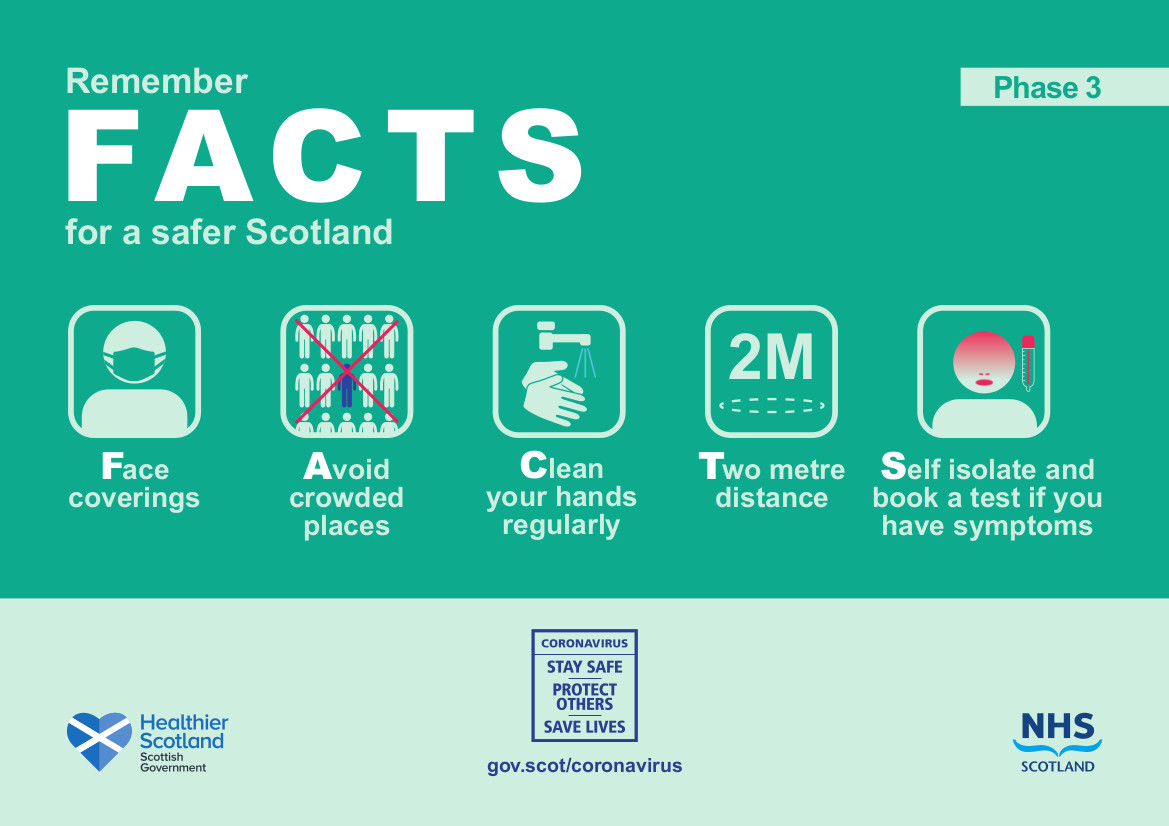 Remember
Phase 3
FACTS
for a safer Scotland
2M
Face
coverings
Avoid
crowded
places
Clean
your hands
regularly
Two metre
distance
Self isolate and
book a test if you
have symptoms
CORONAVIRUS
STAY SAFE
PROTECT
OTHERS
SAVE LIVES
gov.scot/coronavirus
Healthier
Scotland
Scottish
Government
NHS
SCOTLAND